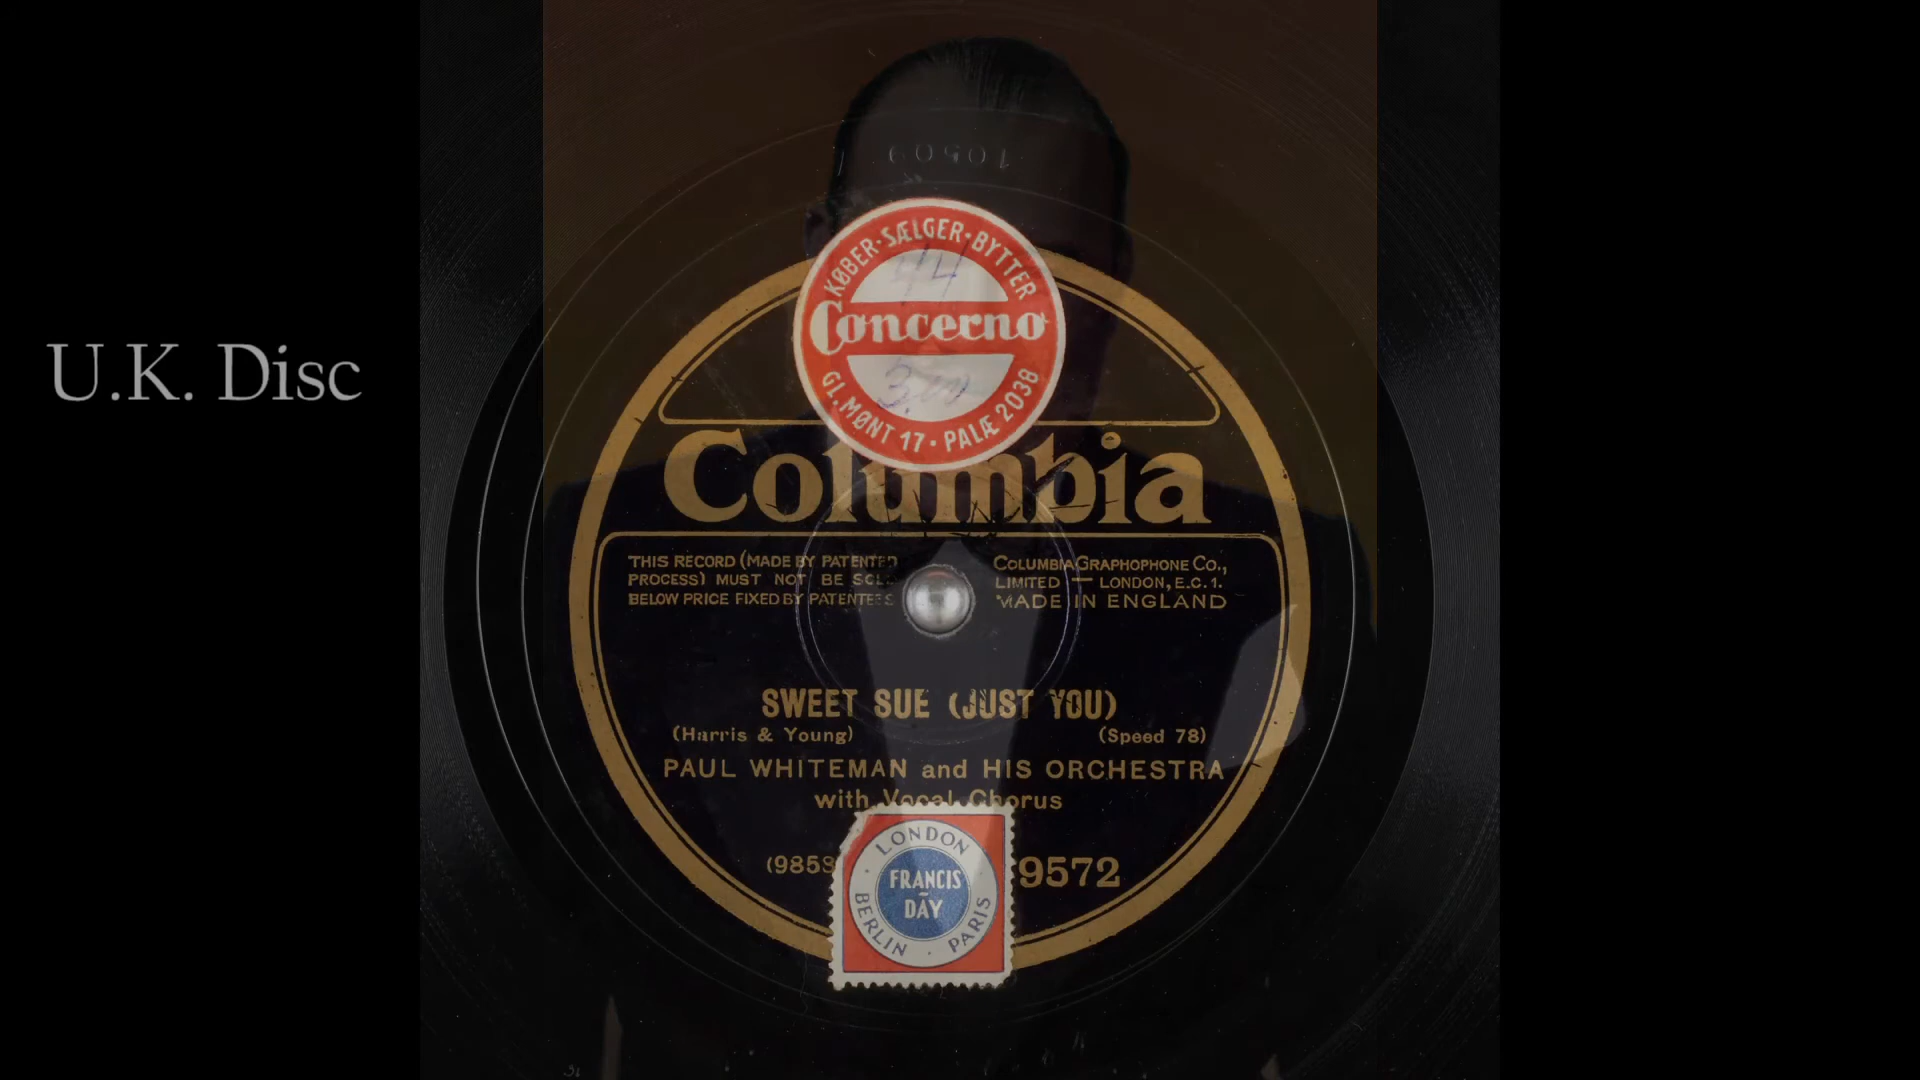 U.K. Disc
10509
KØBER·SÆLGER·BYTTER
44
Concerno
GL. MØNT 17 · PALÆ 2038
Columbia
THIS RECORD (MADE BY PATENTED
PROCESS) MUST NOT BE SOLD
BELOW PRICE FIXED BY PATENTEES
COLUMBIA GRAPHOPHONE CO.,
LIMITED — LONDON, E.C.1.
MADE IN ENGLAND
SWEET SUE (JUST YOU)
(Harris & Young)
(Speed 78)
PAUL WHITEMAN and HIS ORCHESTRA
with Vocal Chorus
(9853
9572
LONDON
FRANCIS-
DAY
BERLIN · PARIS